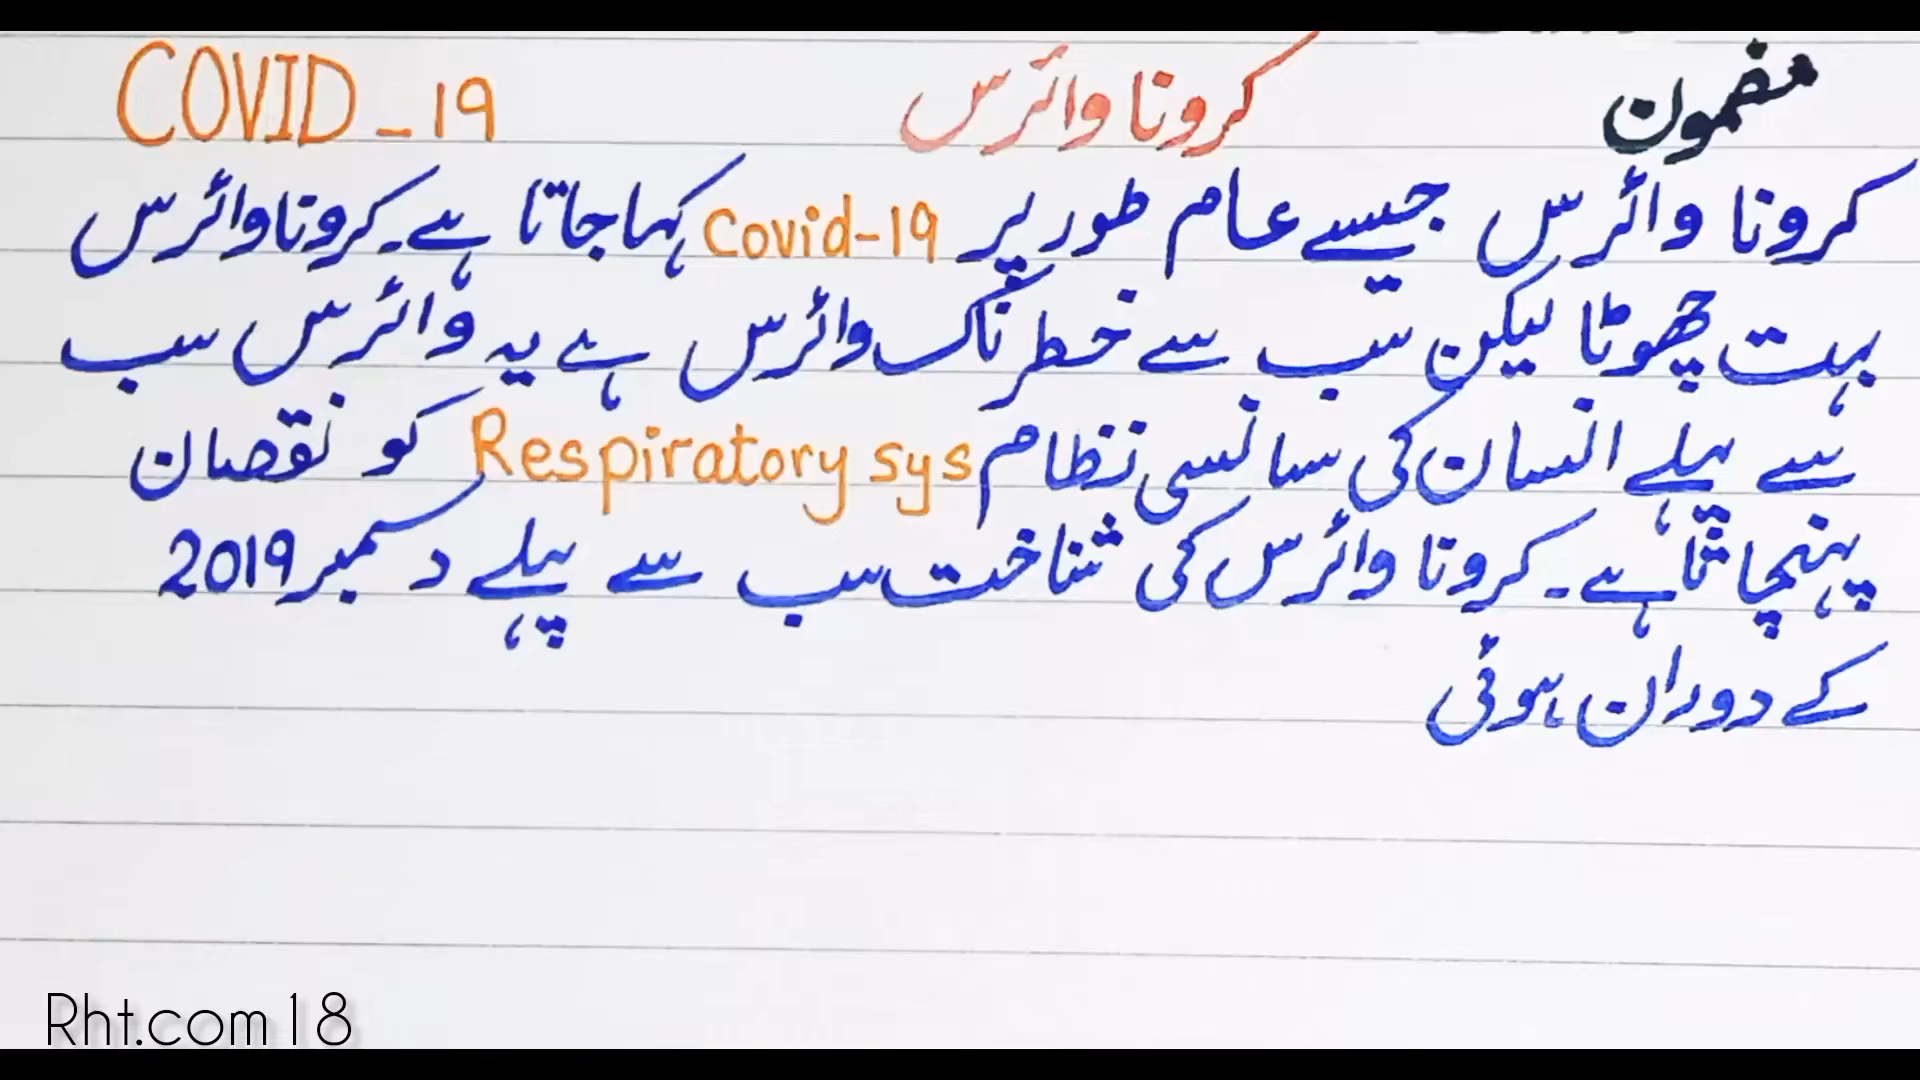 مضمون کرونا وائرس COVID_19
کرونا وائرس جیسے عام طور پر Covid-19 کہا جاتا ہے۔ کرونا وائرس
بہت چھوٹا لیکن سب سے خطرناک وائرس ہے یہ وائرس سب
سے پہلے انسان کی سانسی نظام Respiratory sys کو نقصان
پہنچاتا ہے۔ کرونا وائرس کی شناخت سب سے پہلے دسمبر 2019
کے دوران ہوئی
Rht.com18